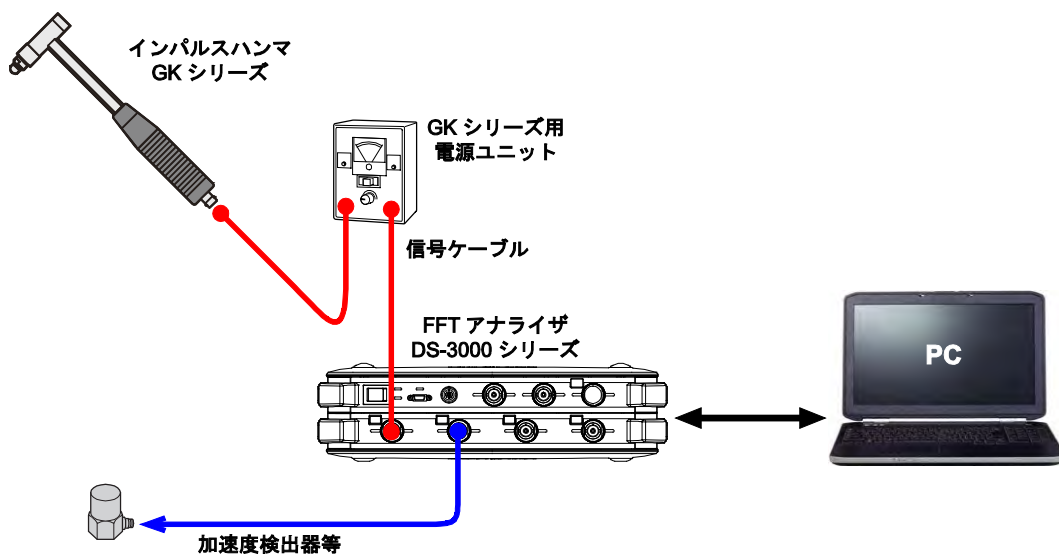 インパルスハンマ
GK シリーズ
GK シリーズ用
電源ユニット
信号ケーブル
FFT アナライザ
DS-3000 シリーズ
PC
加速度検出器等